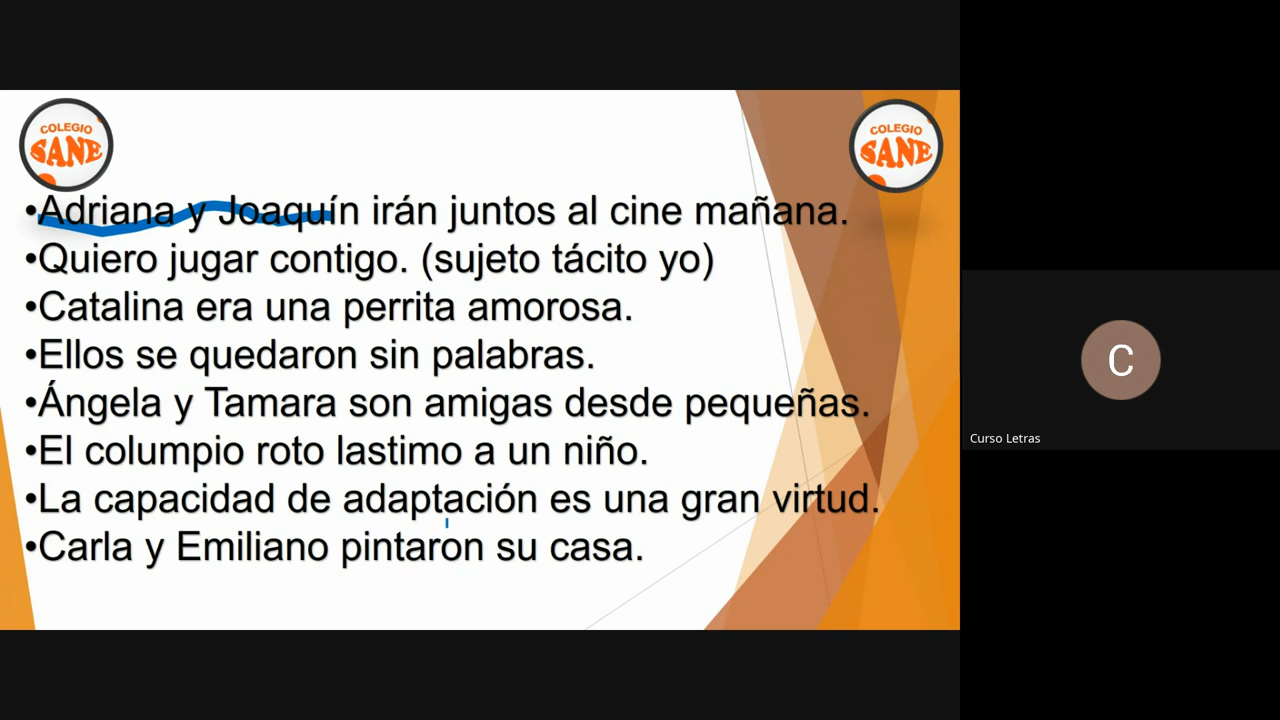 COLEGIO
SANE
COLEGIO
SANE
•Adriana y Joaquín irán juntos al cine mañana.
•Quiero jugar contigo. (sujeto tácito yo)
•Catalina era una perrita amorosa.
•Ellos se quedaron sin palabras.
•Ángela y Tamara son amigas desde pequeñas.
•El columpio roto lastimo a un niño.
•La capacidad de adaptación es una gran virtud.
•Carla y Emiliano pintaron su casa.
C
Curso Letras